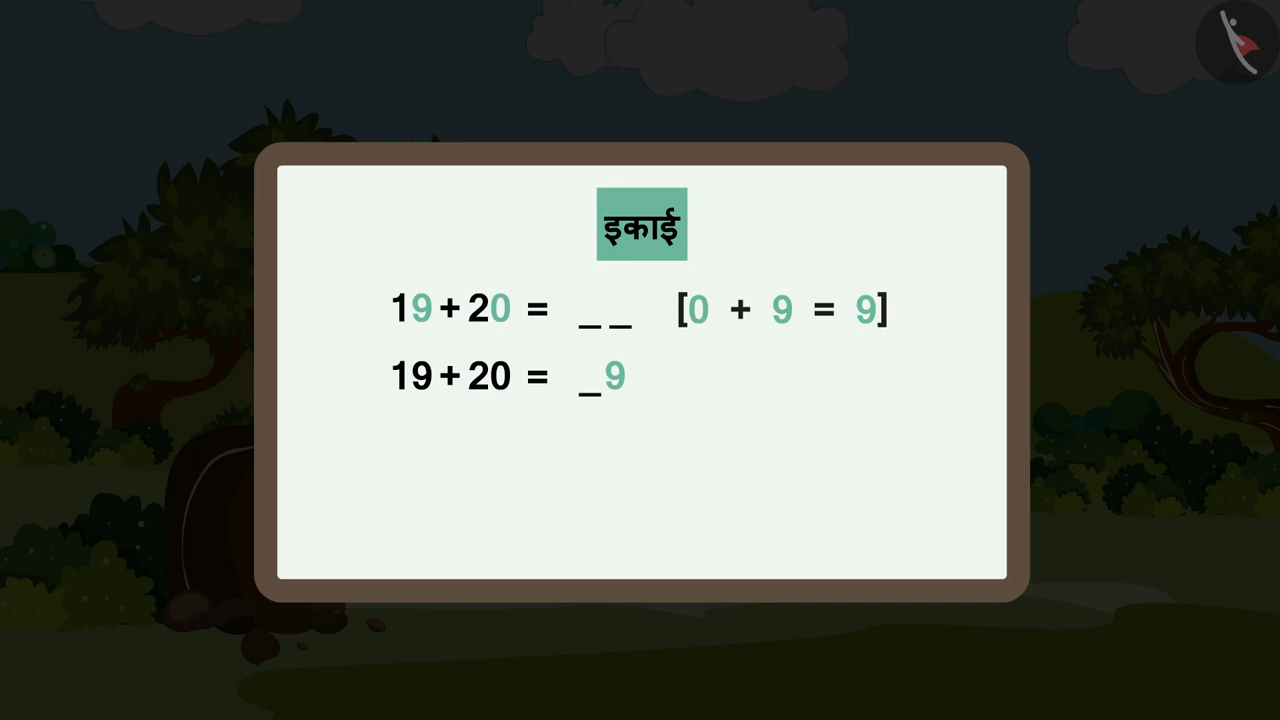 इकाई
19 + 20 = _ _ [0 + 9 = 9]
19 + 20 = _9